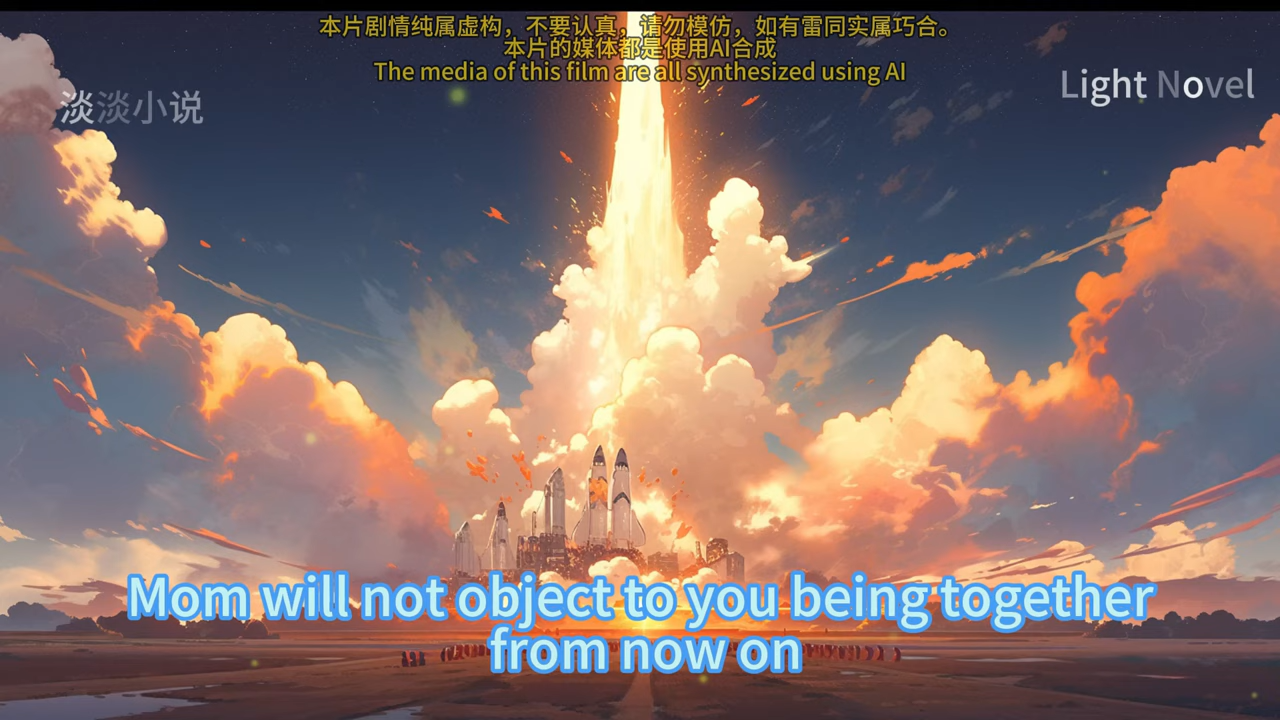 本片剧情纯属虚构，不要认真，请勿模仿，如有雷同实属巧合。
本片的媒体都是使用AI合成
The media of this film are all synthesized using AI
淡淡小说
Light Novel
Mom will not object to you being together
from now on